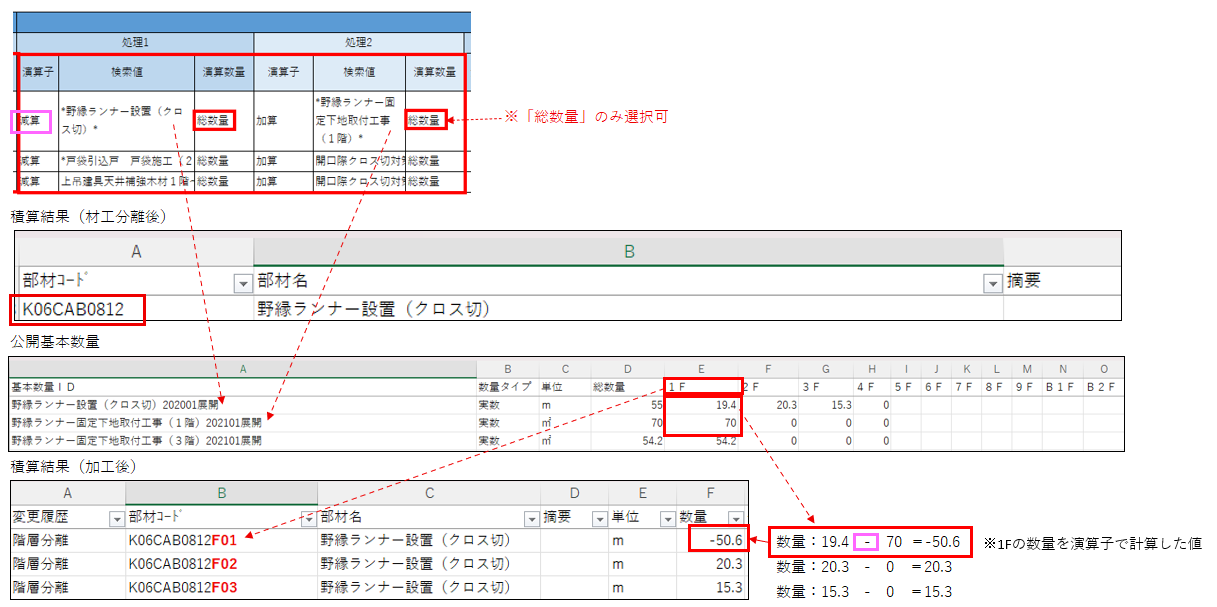 処理1 処理2
演算子 検索値 演算数量 演算子 検索値 演算数量
減算 *野縁ランナー設置（クロス切）* 総数量 加算 *野縁ランナー固定下地取付工事（１階）* 総数量
※「総数量」のみ選択可
減算 *戸袋引込戸　戸袋施工（２ 総数量 加算 開口際クロス切対 総数量
減算 上吊建具天井補強木材１階 総数量 加算 開口際クロス切対 総数量
積算結果（材工分離後）
A B
部材ｺｰﾄﾞ 部材名 摘要
K06CAB0812 野縁ランナー設置（クロス切）
公開基本数量
A B C D E F G H I J K L M N O
基本数量ＩＤ 数量タイプ 単位 総数量 １Ｆ ２Ｆ ３Ｆ ４Ｆ ５Ｆ ６Ｆ ７Ｆ ８Ｆ ９Ｆ Ｂ１Ｆ Ｂ２Ｆ
野縁ランナー設置（クロス切）202001展開 実数 m 55 19.4 20.3 15.3 0
野縁ランナー固定下地取付工事（１階）202101展開 実数 ㎡ 70 70 0 0 0
野縁ランナー固定下地取付工事（３階）202101展開 実数 ㎡ 54.2 54.2 0 0 0
積算結果（加工後）
A B C D E F
変更履歴 部材ｺｰﾄﾞ 部材名 摘要 単位 数量
階層分離 K06CAB0812F01 野縁ランナー設置（クロス切） m -50.6
階層分離 K06CAB0812F02 野縁ランナー設置（クロス切） m 20.3
階層分離 K06CAB0812F03 野縁ランナー設置（クロス切） m 15.3
数量：19.4 - 70 ＝-50.6 ※1Fの数量を演算子で計算した値
数量：20.3 - 0 ＝20.3
数量：15.3 - 0 ＝15.3